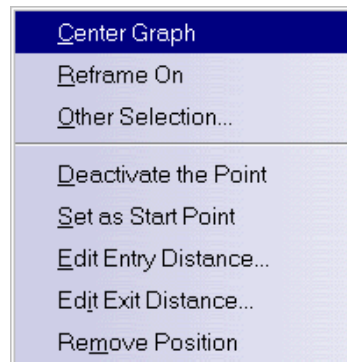 Center Graph
Reframe On
Other Selection...
Deactivate the Point
Set as Start Point
Edit Entry Distance...
Edit Exit Distance...
Remove Position